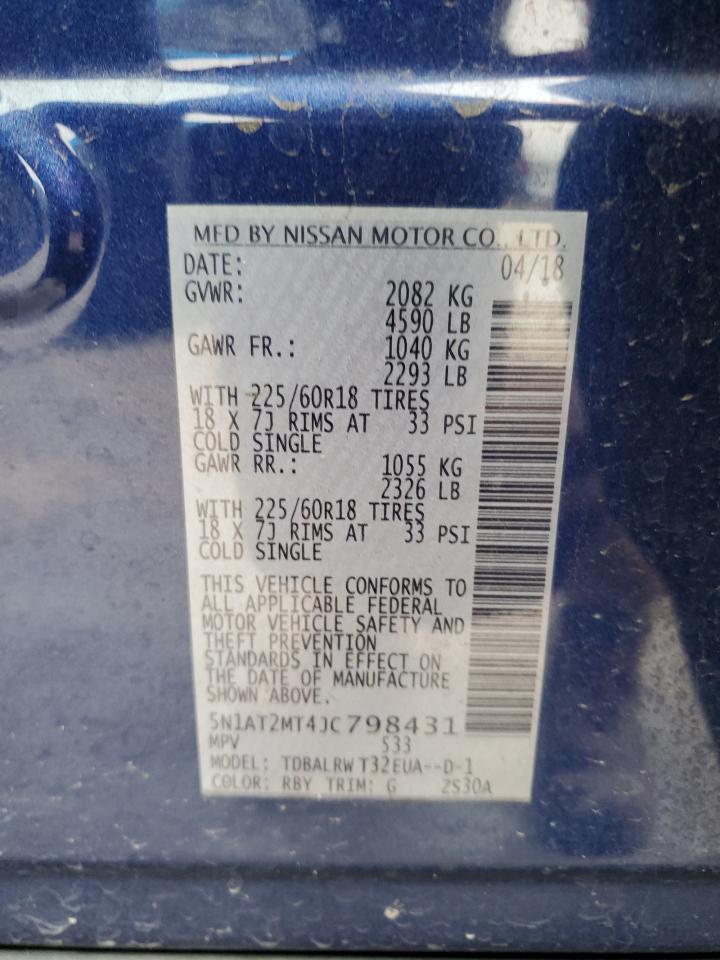 MFD BY NISSAN MOTOR CO., LTD.
DATE: 04/18
GVWR: 2082 KG
4590 LB
GAWR FR.: 1040 KG
2293 LB
WITH 225/60R18 TIRES
18 X 7J RIMS AT 33 PSI
COLD SINGLE
GAWR RR.: 1055 KG
2326 LB
WITH 225/60R18 TIRES
18 X 7J RIMS AT 33 PSI
COLD SINGLE
THIS VEHICLE CONFORMS TO
ALL APPLICABLE FEDERAL
MOTOR VEHICLE SAFETY AND
THEFT PREVENTION
STANDARDS IN EFFECT ON
THE DATE OF MANUFACTURE
SHOWN ABOVE.
5N1AT2MT4JC798431
MPV S33
MODEL: TDBALRW T32EUA--D-1
COLOR: RBY TRIM: G ZS30A